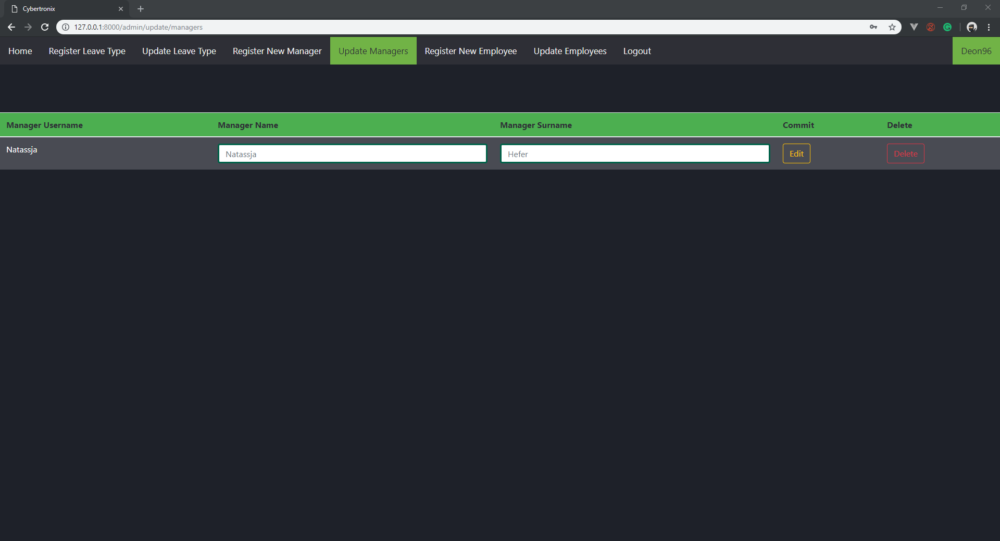 Cybertronix
127.0.0.1:8000/admin/update/managers
Home Register Leave Type Update Leave Type Register New Manager Update Managers Register New Employee Update Employees Logout Deon96
Manager Username Manager Name Manager Surname Commit Delete
Natassja Natassja Hefer Edit Delete